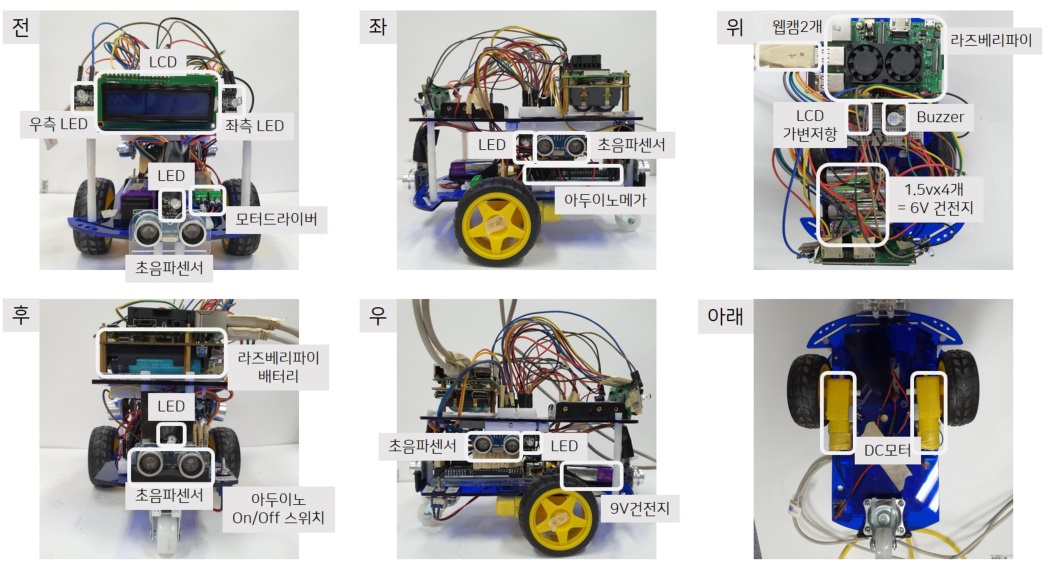 전
LCD
우측 LED
좌측 LED
LED
모터드라이버
초음파센서
좌
LED
초음파센서
아두이노메가
위
웹캠2개
라즈베리파이
LCD
가변저항
Buzzer
1.5vx4개
= 6V 건전지
후
라즈베리파이
배터리
LED
초음파센서
아두이노
On/Off 스위치
우
초음파센서
LED
9V건전지
아래
DC모터